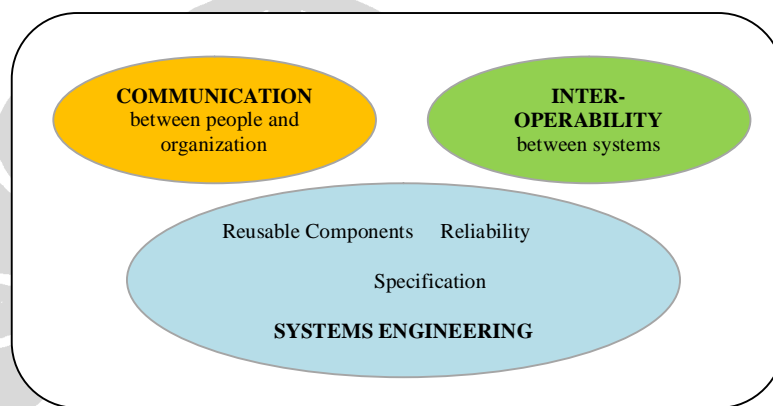 COMMUNICATION
between people and
organization
INTER-
OPERABILITY
between systems
Reusable Components Reliability
Specification
SYSTEMS ENGINEERING